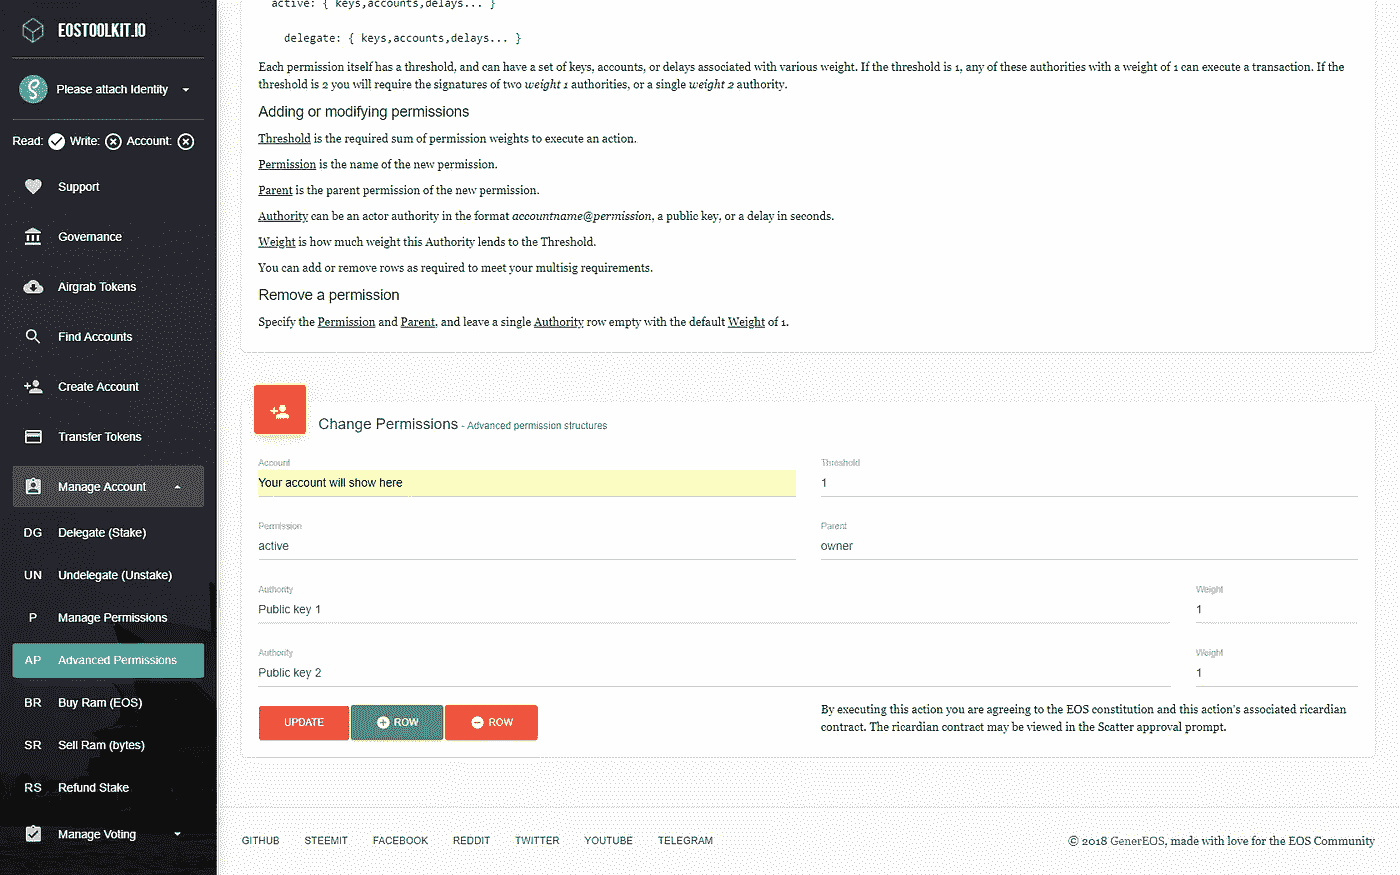 EOSTOOLKIT.IO
Please attach Identity
Read: Write: Account:
Support
Governance
Airgrab Tokens
Find Accounts
Create Account
Transfer Tokens
Manage Account
DG Delegate (Stake)
UN Undelegate (Unstake)
P Manage Permissions
AP Advanced Permissions
BR Buy Ram (EOS)
SR Sell Ram (bytes)
RS Refund Stake
Manage Voting
active: { keys,accounts,delays... }
delegate: { keys,accounts,delays... }
Each permission itself has a threshold, and can have a set of keys, accounts, or delays associated with various weight. If the threshold is 1, any of these authorities with a weight of 1 can execute a transaction. If the
threshold is 2 you will require the signatures of two weight 1 authorities, or a single weight 2 authority.
Adding or modifying permissions
Threshold is the required sum of permission weights to execute an action.
Permission is the name of the new permission.
Parent is the parent permission of the new permission.
Authority can be an actor authority in the format accountname@permission, a public key, or a delay in seconds.
Weight is how much weight this Authority lends to the Threshold.
You can add or remove rows as required to meet your multisig requirements.
Remove a permission
Specify the Permission and Parent, and leave a single Authority row empty with the default Weight of 1.
Change Permissions - Advanced permission structures
Account Threshold
Your account will show here 1
Permission Parent
active owner
Authority Weight
Public key 1 1
Authority Weight
Public key 2 1
UPDATE ROW ROW
By executing this action you are agreeing to the EOS constitution and this action's associated ricardian
contract. The ricardian contract may be viewed in the Scatter approval prompt.
GITHUB STEEMIT FACEBOOK REDDIT TWITTER YOUTUBE TELEGRAM
© 2018 GenerEOS, made with love for the EOS Community